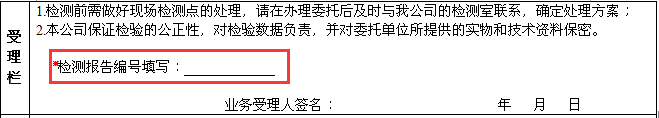 受理栏
1.检测前需做好现场检测点的处理，请在办理委托后及时与我公司的检测室联系，确定处理方案；
2.本公司保证检验的公正性，对检验数据负责，并对委托单位所提供的实物和技术资料保密。
*检测报告编号填写：____________
业务受理人签名： 年 月 日